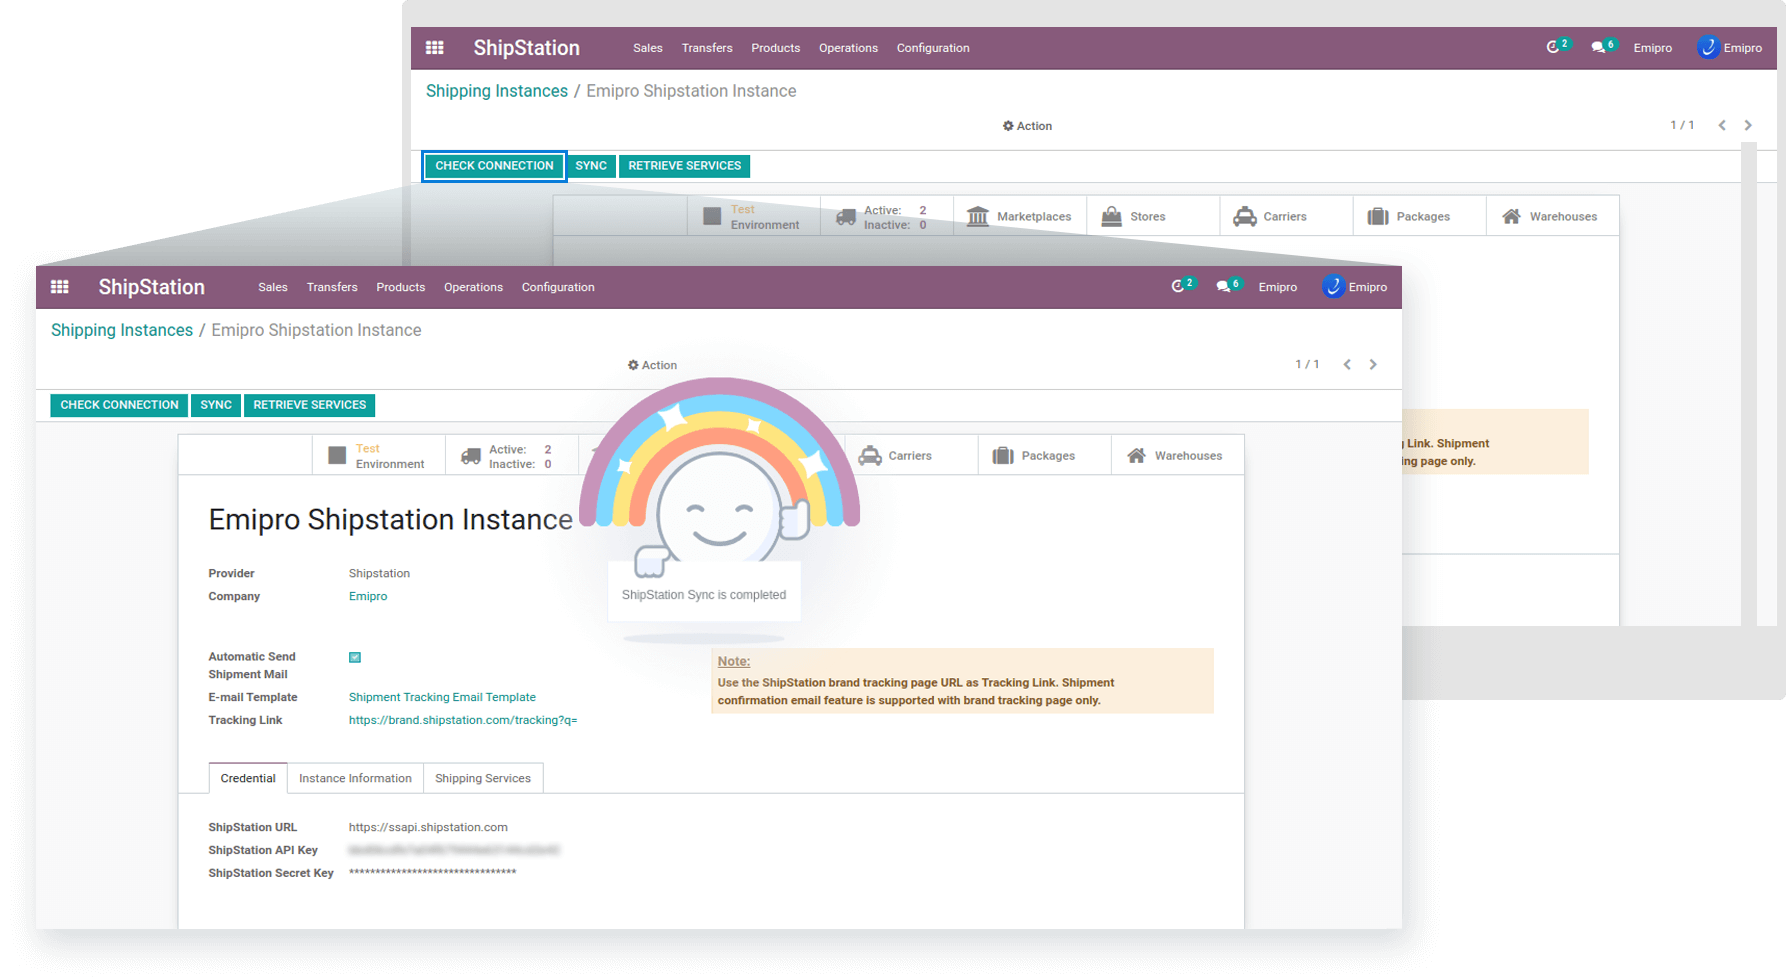 ShipStation Sales Transfers Products Operations Configuration 2 6 Emipro Emipro
Shipping Instances / Emipro Shipstation Instance
Action 1 / 1
CHECK CONNECTION SYNC RETRIEVE SERVICES
Test Environment Active: 2 Inactive: 0 Marketplaces Stores Carriers Packages Warehouses
Link. Shipment
ing page only.
ShipStation Sales Transfers Products Operations Configuration 2 6 Emipro Emipro
Shipping Instances / Emipro Shipstation Instance
Action 1 / 1
CHECK CONNECTION SYNC RETRIEVE SERVICES
Test Environment Active: 2 Inactive: 0 Carriers Packages Warehouses
Emipro Shipstation Instance
Provider Shipstation
Company Emipro
ShipStation Sync is completed
Automatic Send
Shipment Mail
E-mail Template Shipment Tracking Email Template
Tracking Link https://brand.shipstation.com/tracking?q=
Note:
Use the ShipStation brand tracking page URL as Tracking Link. Shipment
confirmation email feature is supported with brand tracking page only.
Credential Instance Information Shipping Services
ShipStation URL https://ssapi.shipstation.com
ShipStation API Key
ShipStation Secret Key ********************************